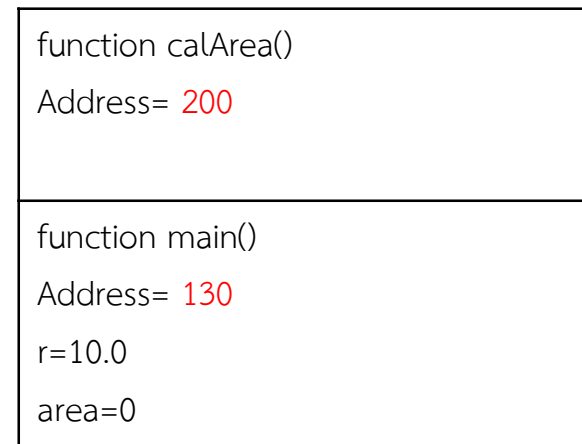 function calArea()
Address= 200
function main()
Address= 130
r=10.0
area=0